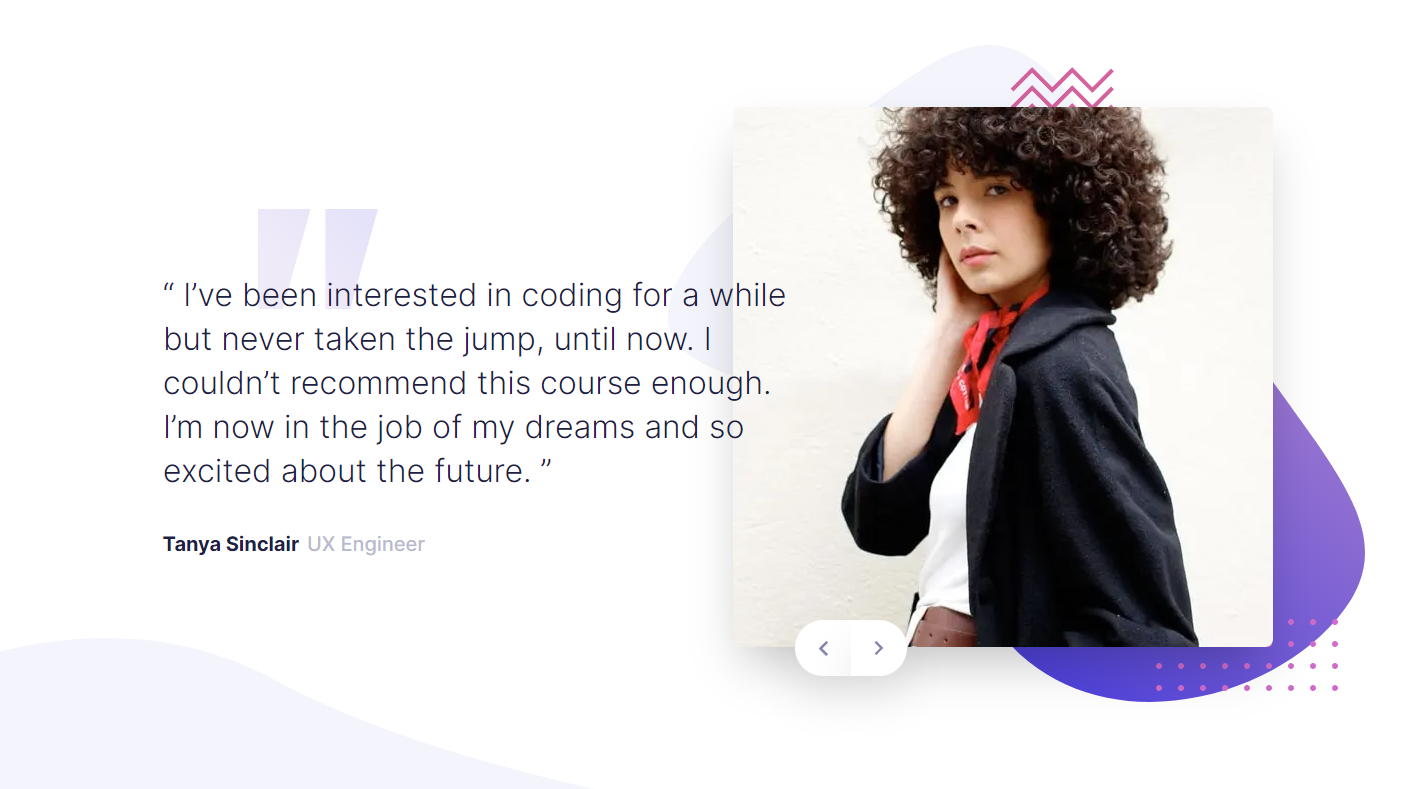 “ I’ve been interested in coding for a while
but never taken the jump, until now. I
couldn’t recommend this course enough.
I’m now in the job of my dreams and so
excited about the future. ”
Tanya Sinclair UX Engineer